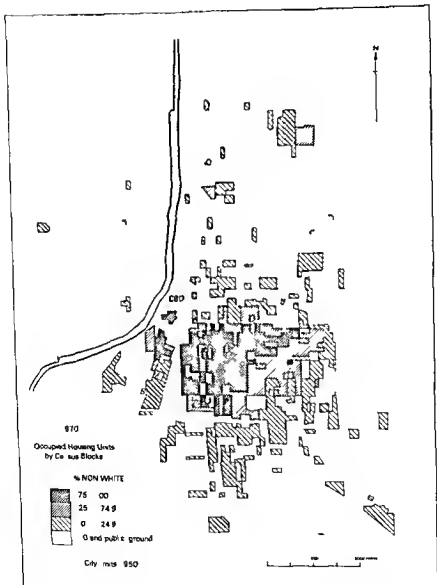 N
CBD
970
Occupied Housing Units
by Ce sus Blocks
% NON WHITE
75 00
25 74 9
0 24 9
0 and public ground
City mits 950